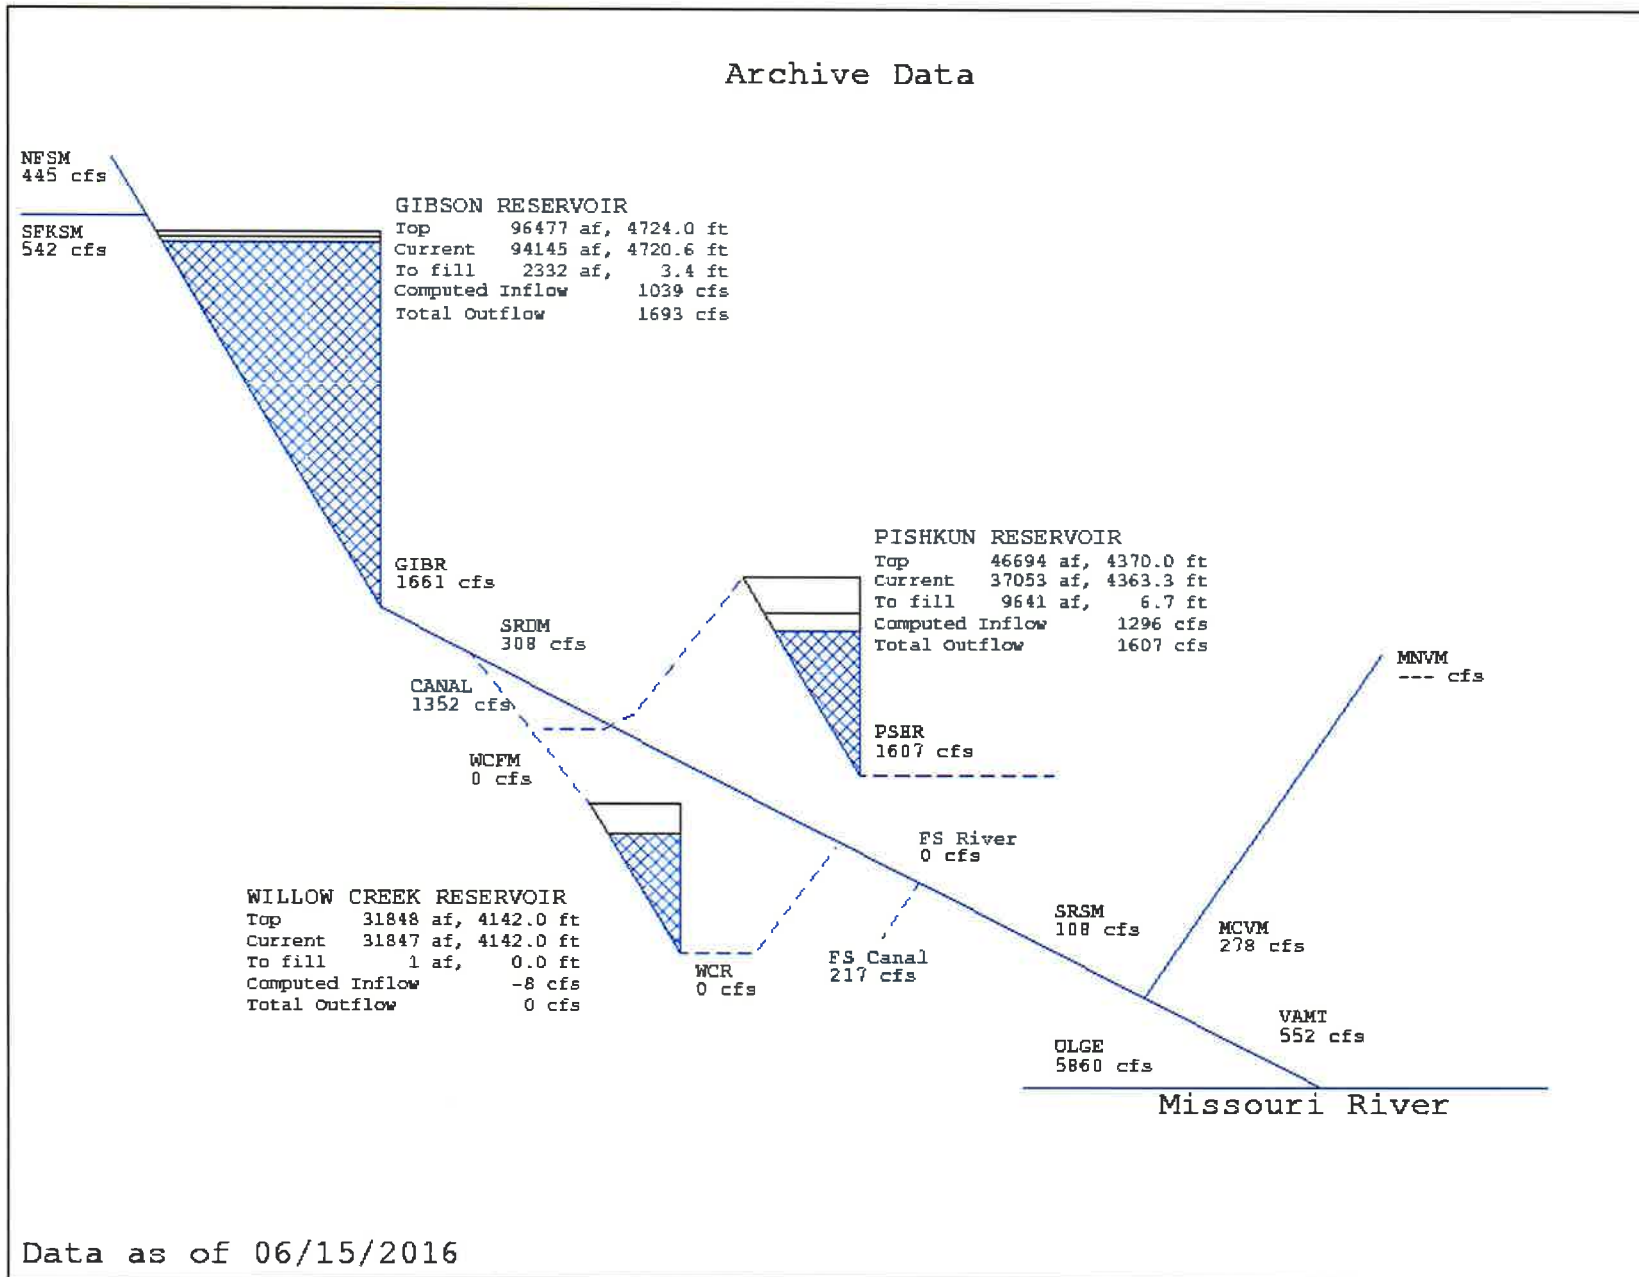 Archive Data
NFSM
445 cfs
SFKSM
542 cfs
GIBSON RESERVOIR
Top 96477 af, 4724.0 ft
Current 94145 af, 4720.6 ft
To fill 2332 af, 3.4 ft
Computed Inflow 1039 cfs
Total Outflow 1693 cfs
GIBR
1661 cfs
SRDM
308 cfs
CANAL
1352 cfs
WCFM
0 cfs
PISHKUN RESERVOIR
Top 46694 af, 4370.0 ft
Current 37053 af, 4363.3 ft
To fill 9641 af, 6.7 ft
Computed Inflow 1296 cfs
Total Outflow 1607 cfs
PSHR
1607 cfs
MNVM
--- cfs
WILLOW CREEK RESERVOIR
Top 31848 af, 4142.0 ft
Current 31847 af, 4142.0 ft
To fill 1 af, 0.0 ft
Computed Inflow -8 cfs
Total Outflow 0 cfs
WCR
0 cfs
FS River
0 cfs
FS Canal
217 cfs
SRSM
108 cfs
MCVM
278 cfs
VAMT
552 cfs
ULGE
5860 cfs
Missouri River
Data as of 06/15/2016